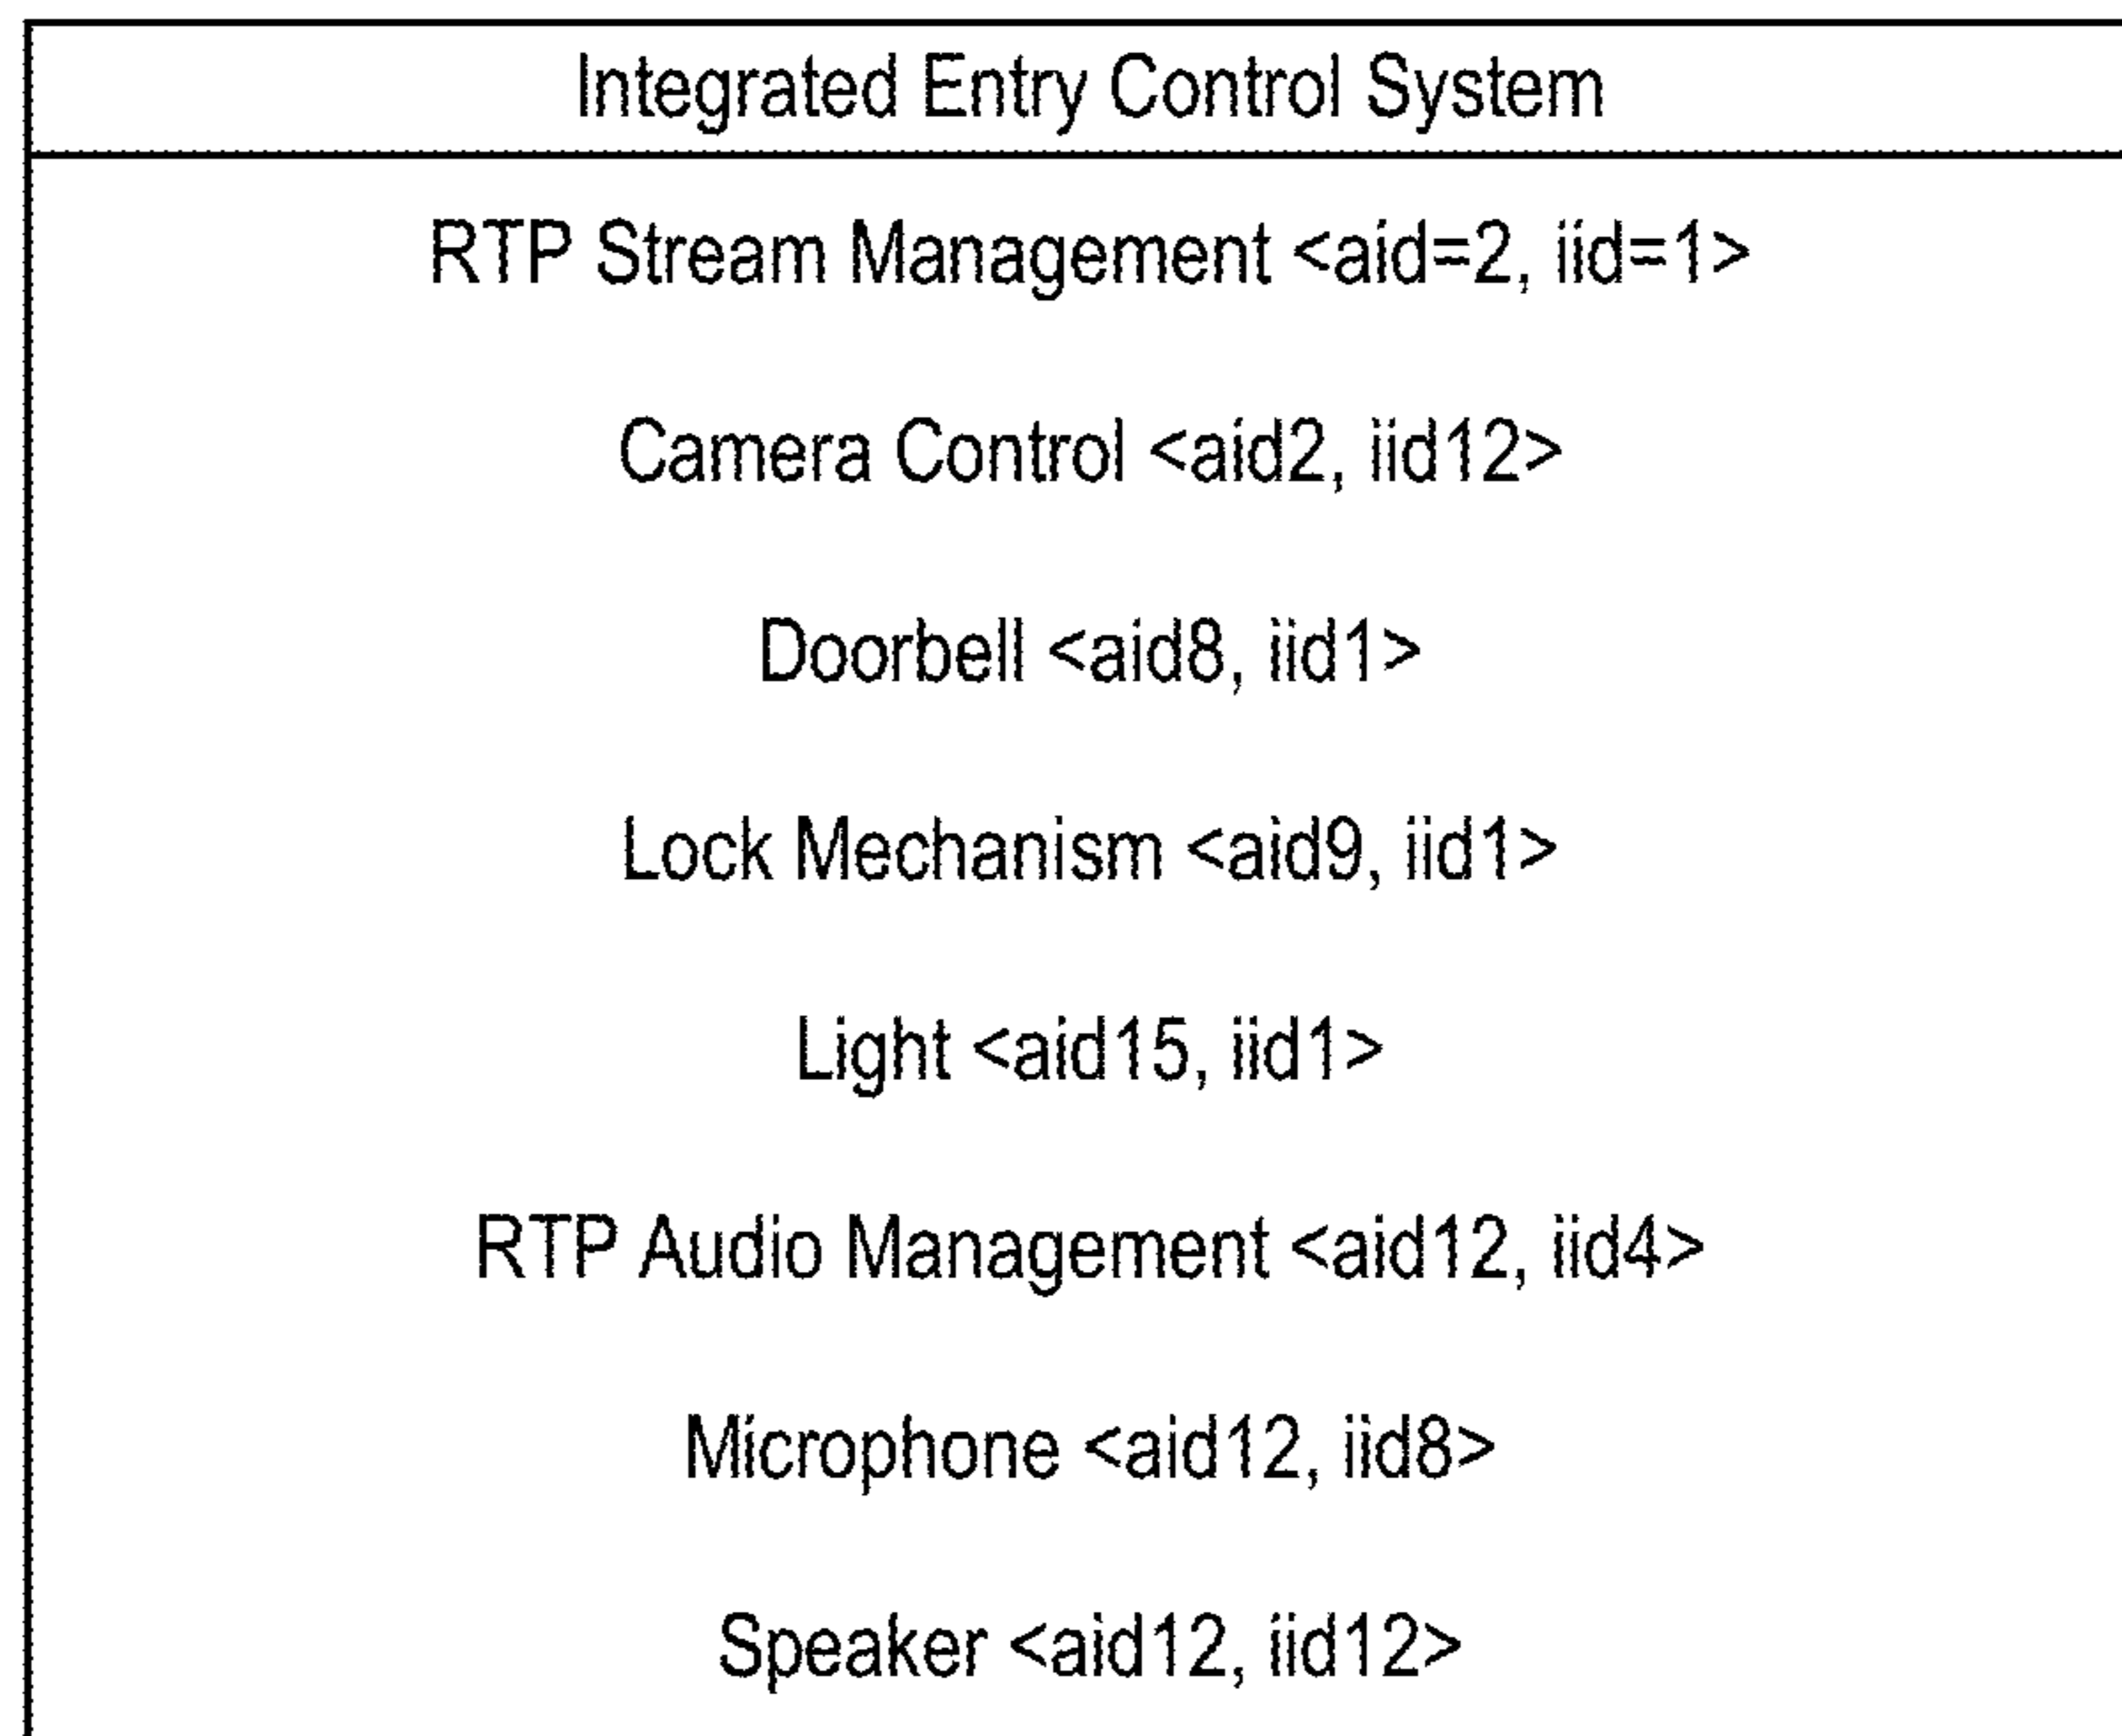 Integrated Entry Control System
RTP Stream Management <aid=2, iid=1>
Camera Control <aid2, iid12>
Doorbell <aid8, iid1>
Lock Mechanism <aid9, iid1>
Light <aid15, iid1>
RTP Audio Management <aid12, iid4>
Microphone <aid12, iid8>
Speaker <aid12, iid12>